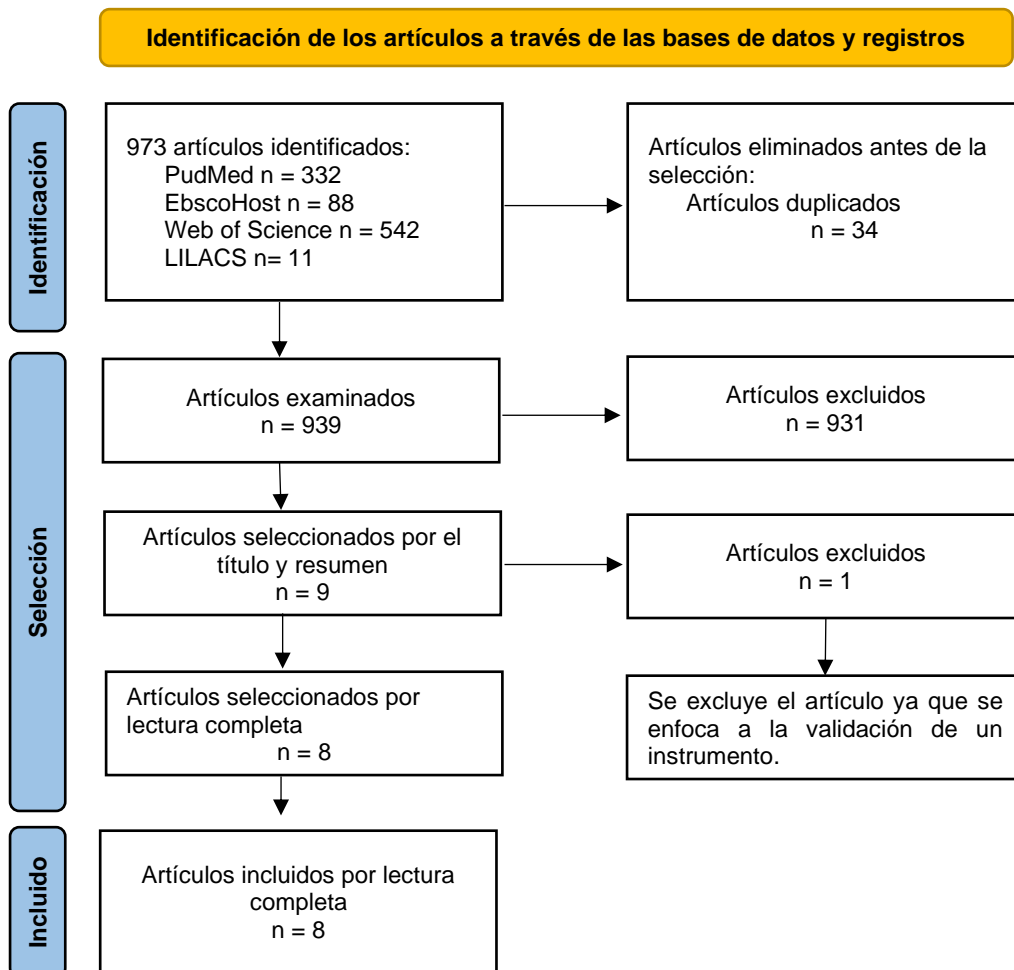 Identificación de los artículos a través de las bases de datos y registros
Identificación
973 artículos identificados:
PudMed n = 332
EbscoHost n = 88
Web of Science n = 542
LILACS n= 11
Artículos eliminados antes de la
selección:
Artículos duplicados
n = 34
Selección
Artículos examinados
n = 939
Artículos excluidos
n = 931
Artículos seleccionados por el
título y resumen
n = 9
Artículos excluidos
n = 1
Artículos seleccionados por
lectura completa
n = 8
Se excluye el artículo ya que se
enfoca a la validación de un
instrumento.
Incluido
Artículos incluidos por lectura
completa
n = 8